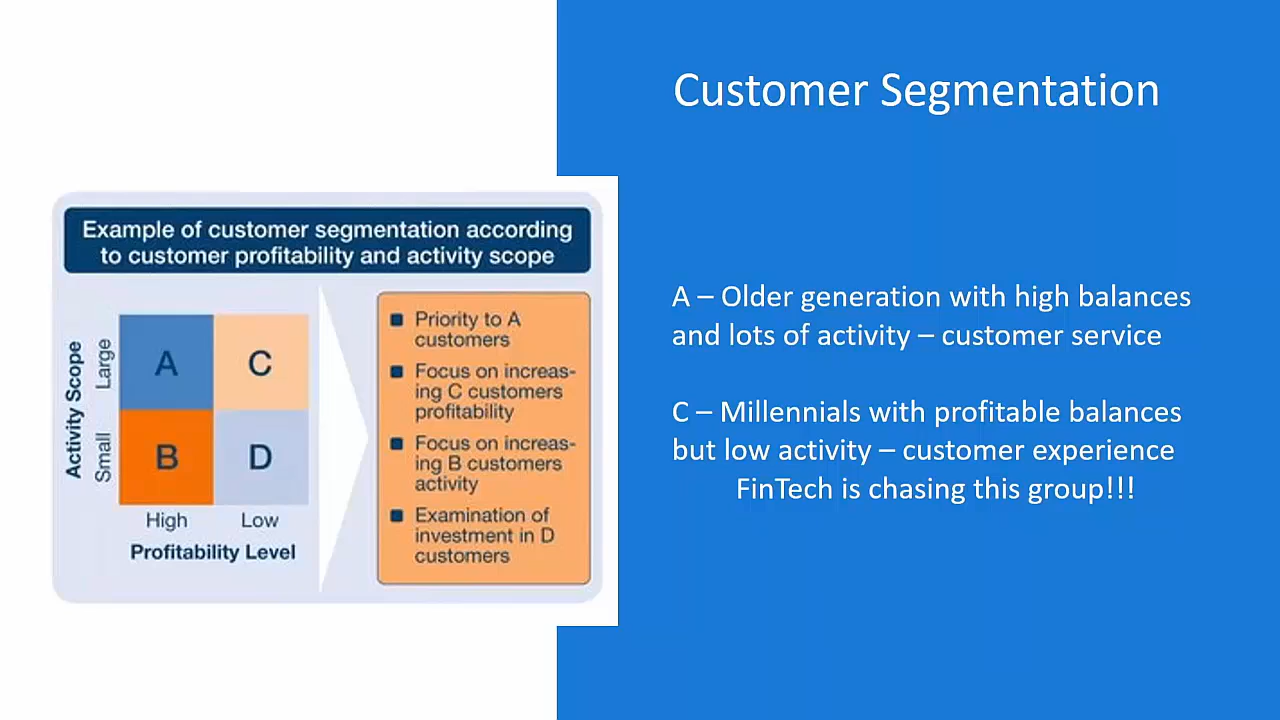 Customer Segmentation
Example of customer segmentation according
to customer profitability and activity scope
Activity Scope
Large
Small
A
C
B
D
High
Low
Profitability Level
Priority to A
customers
Focus on increas-
ing C customers
profitability
Focus on increas-
ing B customers
activity
Examination of
investment in D
customers
A – Older generation with high balances
and lots of activity – customer service
C – Millennials with profitable balances
but low activity – customer experience
FinTech is chasing this group!!!